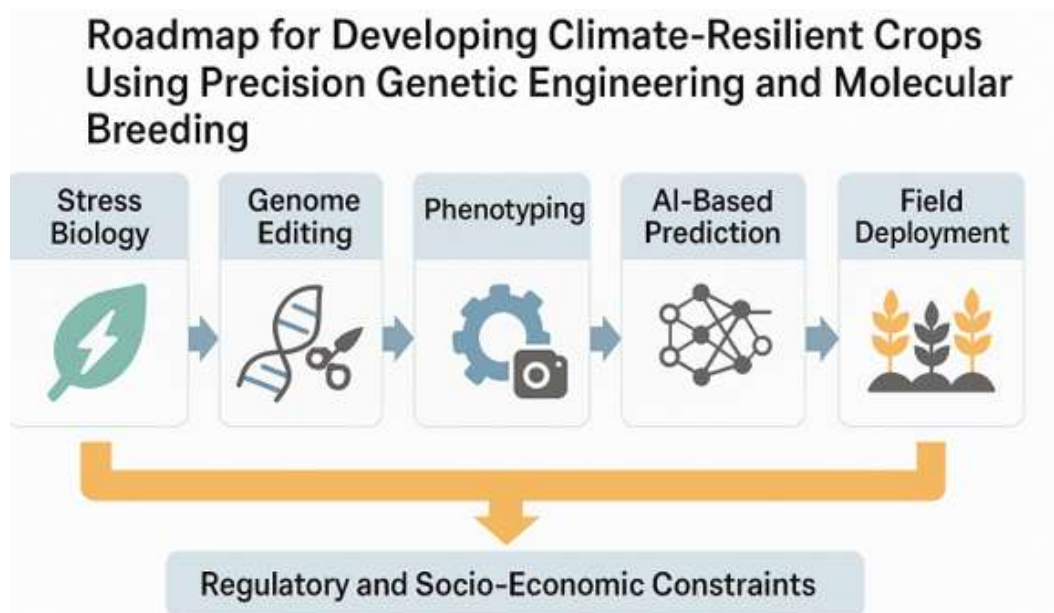 Roadmap for Developing Climate-Resilient Crops
Using Precision Genetic Engineering and Molecular
Breeding
Stress
Biology
Genome
Editing
Phenotyping
AI-Based
Prediction
Field
Deployment
Regulatory and Socio-Economic Constraints